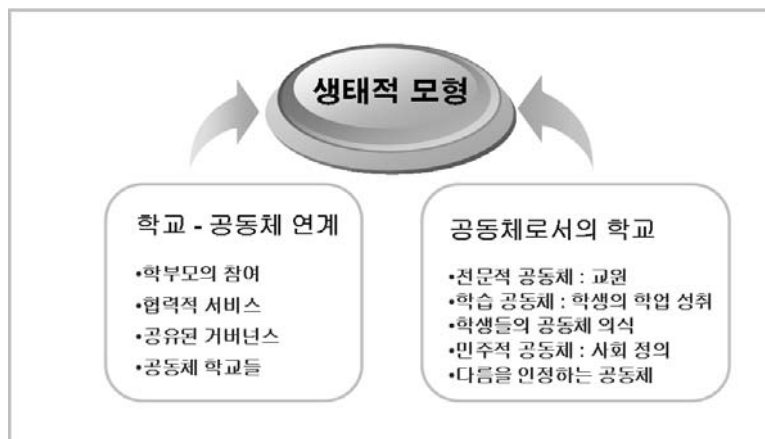 생태적 모형
학교 - 공동체 연계
•학부모의 참여
•협력적 서비스
•공유된 거버넌스
•공동체 학교들
공동체로서의 학교
•전문적 공동체 : 교원
•학습 공동체 : 학생의 학업 성취
•학생들의 공동체 의식
•민주적 공동체 : 사회 정의
•다름을 인정하는 공동체